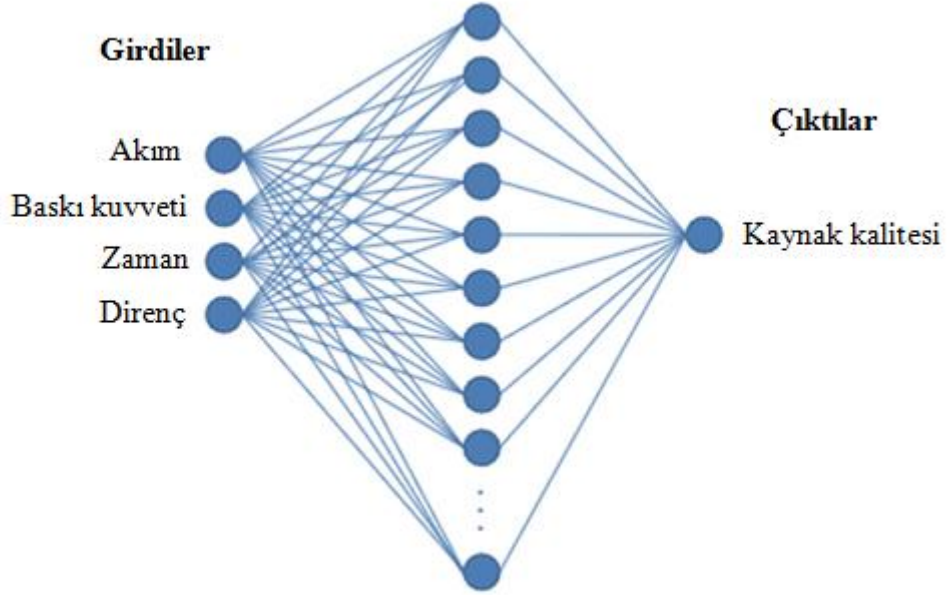 Girdiler
Akım
Baskı kuvveti
Zaman
Direnç
Çıktılar
Kaynak kalitesi